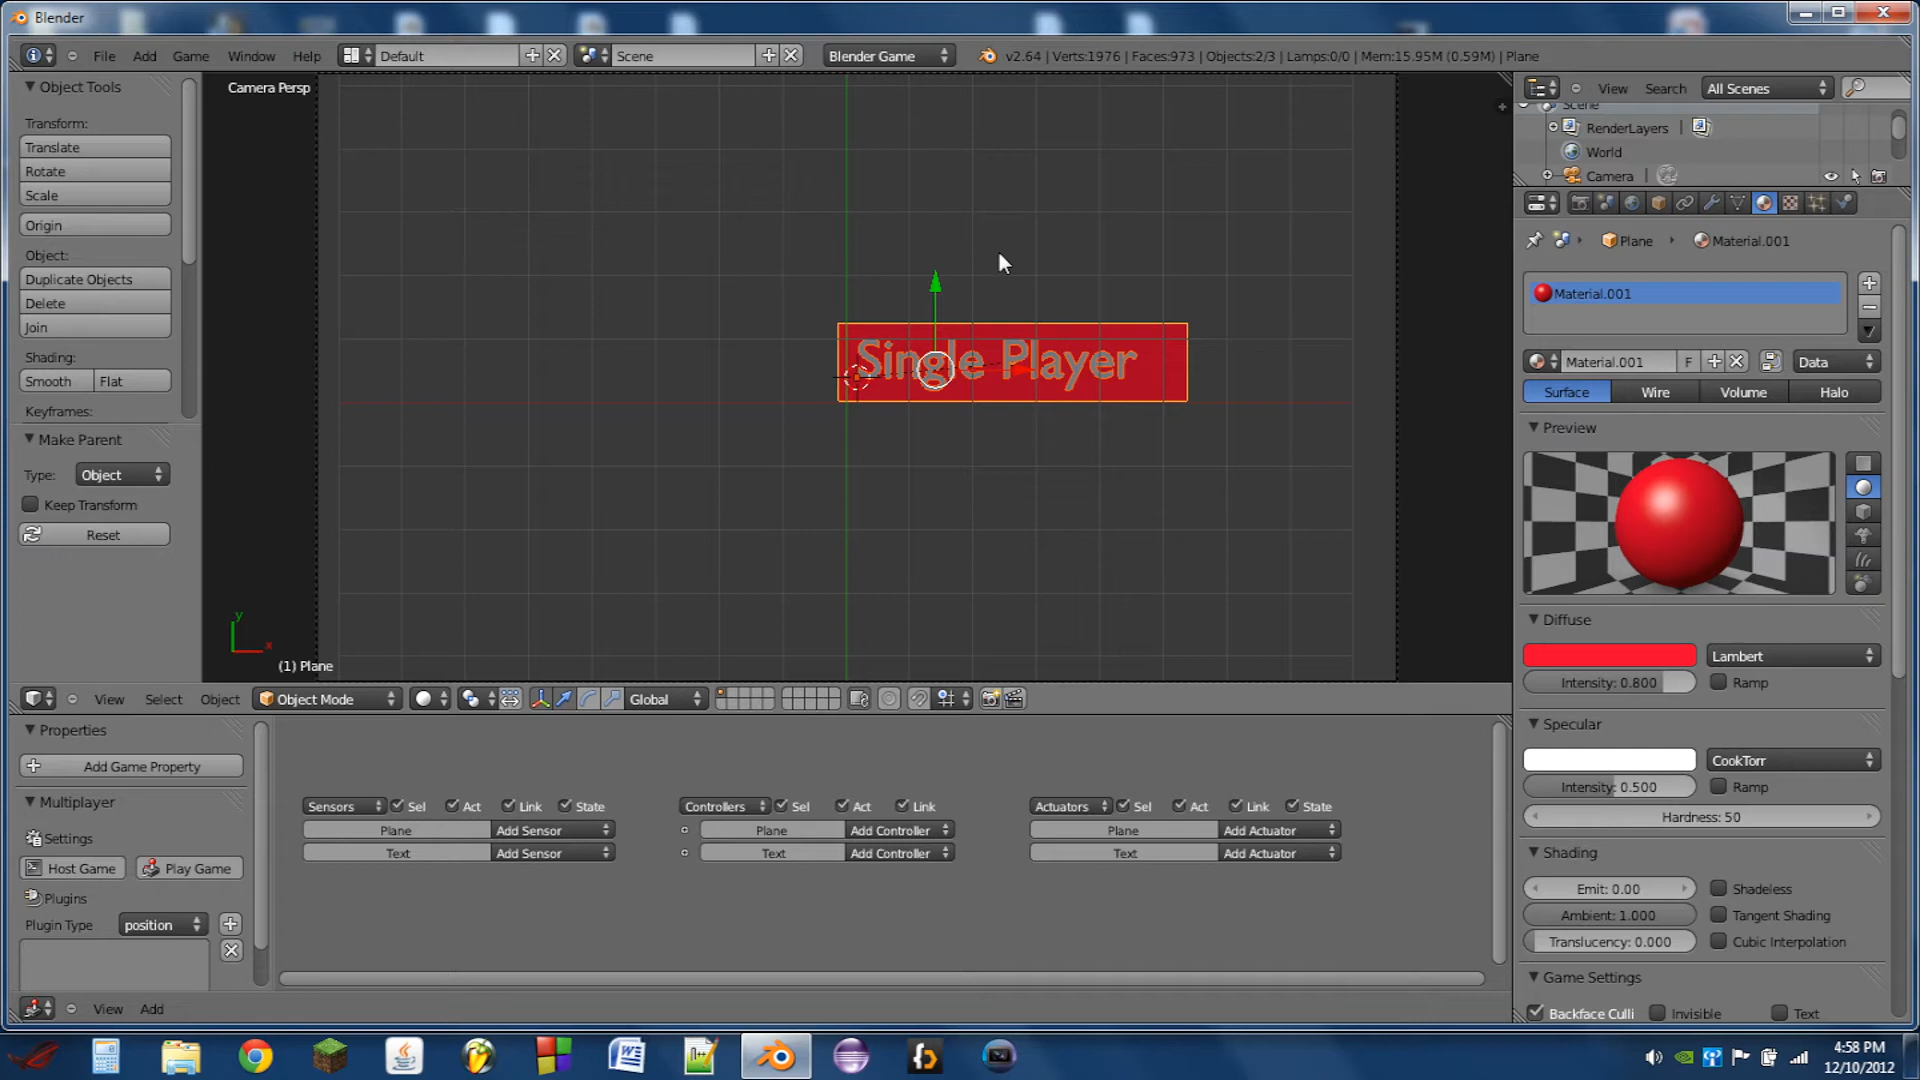 Blender
File Add Game Window Help Default Scene Blender Game v2.64 | Verts:1976 | Faces:973 | Objects:2/3 | Lamps:0/0 | Mem:15.95M (0.59M) | Plane
Object Tools
Transform:
Translate
Rotate
Scale
Origin
Object:
Duplicate Objects
Delete
Join
Shading:
Smooth Flat
Keyframes:
Make Parent
Type: Object
Keep Transform
Reset
Camera Persp
Single Player
y
x
(1) Plane
View Select Object Object Mode Global
View Search All Scenes
Scene
RenderLayers
World
Camera
Plane Material.001
Material.001
Material.001 F Data
Surface Wire Volume Halo
Preview
Diffuse
Lambert
Intensity: 0.800 Ramp
Specular
CookTorr
Intensity: 0.500 Ramp
Hardness: 50
Shading
Emit: 0.00 Shadeless
Ambient: 1.000 Tangent Shading
Translucency: 0.000 Cubic Interpolation
Game Settings
Backface Culli Invisible Text
Properties
Add Game Property
Multiplayer
Settings
Host Game Play Game
Plugins
Plugin Type position
Sensors Sel Act Link State Controllers Sel Act Link Actuators Sel Act Link State
Plane Add Sensor Plane Add Controller Plane Add Actuator
Text Add Sensor Text Add Controller Text Add Actuator
View Add
4:58 PM
12/10/2012